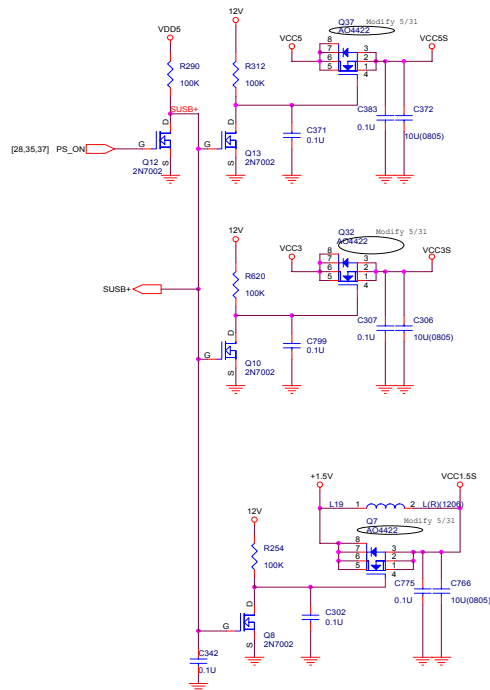 12V
Q37 Modify 5/31
AO4422
VDD5
VCC5
VCC5S
8
7
6
5
3
2
1
4
R290
100K
R312
100K
SUSB+
D
G
S
[28,35,37] PS_ON
Q12
2N7002
D
G
S
Q13
2N7002
C371
0.1U
C383
0.1U
C372
10U(0805)
12V
Q32 Modify 5/31
AO4422
VCC3
VCC3S
8
7
6
5
3
2
1
4
R620
100K
SUSB+
D
G
S
Q10
2N7002
C799
0.1U
C307
0.1U
C306
10U(0805)
+1.5V
VCC1.5S
L19 1 2 L(R)(1206)
12V
Q7 Modify 5/31
AO4422
8
7
6
5
3
2
1
4
R254
100K
D
G
S
Q8
2N7002
C302
0.1U
C775
0.1U
C766
10U(0805)
C342
0.1U